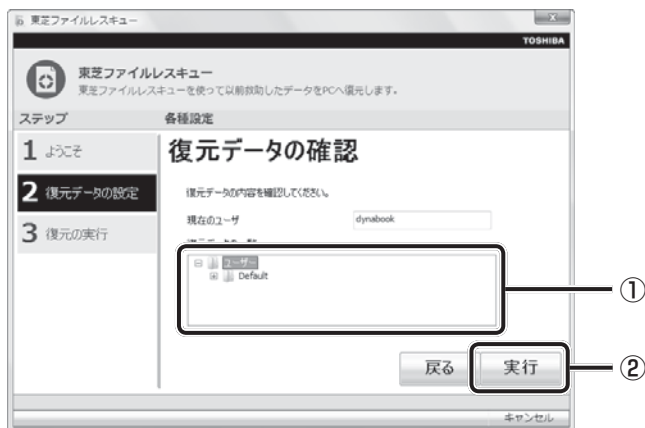 東芝ファイルレスキュー
TOSHIBA
東芝ファイルレスキュー
東芝ファイルレスキューを使って以前救助したデータをPCへ復元します。
ステップ
各種設定
1 ようこそ
2 復元データの設定
3 復元の実行
復元データの確認
復元データの内容を確認してください。
現在のユーザ
dynabook
ユーザー
Default
①
戻る
実行
②
キャンセル